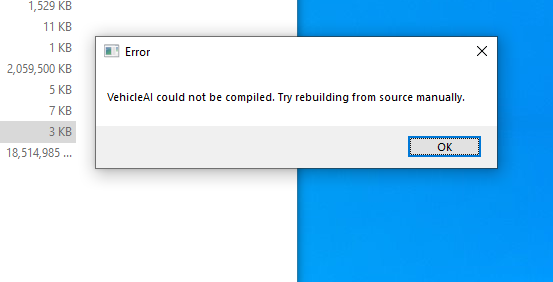 1,529 KB
11 KB
1 KB
2,059,500 KB
5 KB
7 KB
3 KB
18,514,985 ...
Error
VehicleAI could not be compiled. Try rebuilding from source manually.
OK